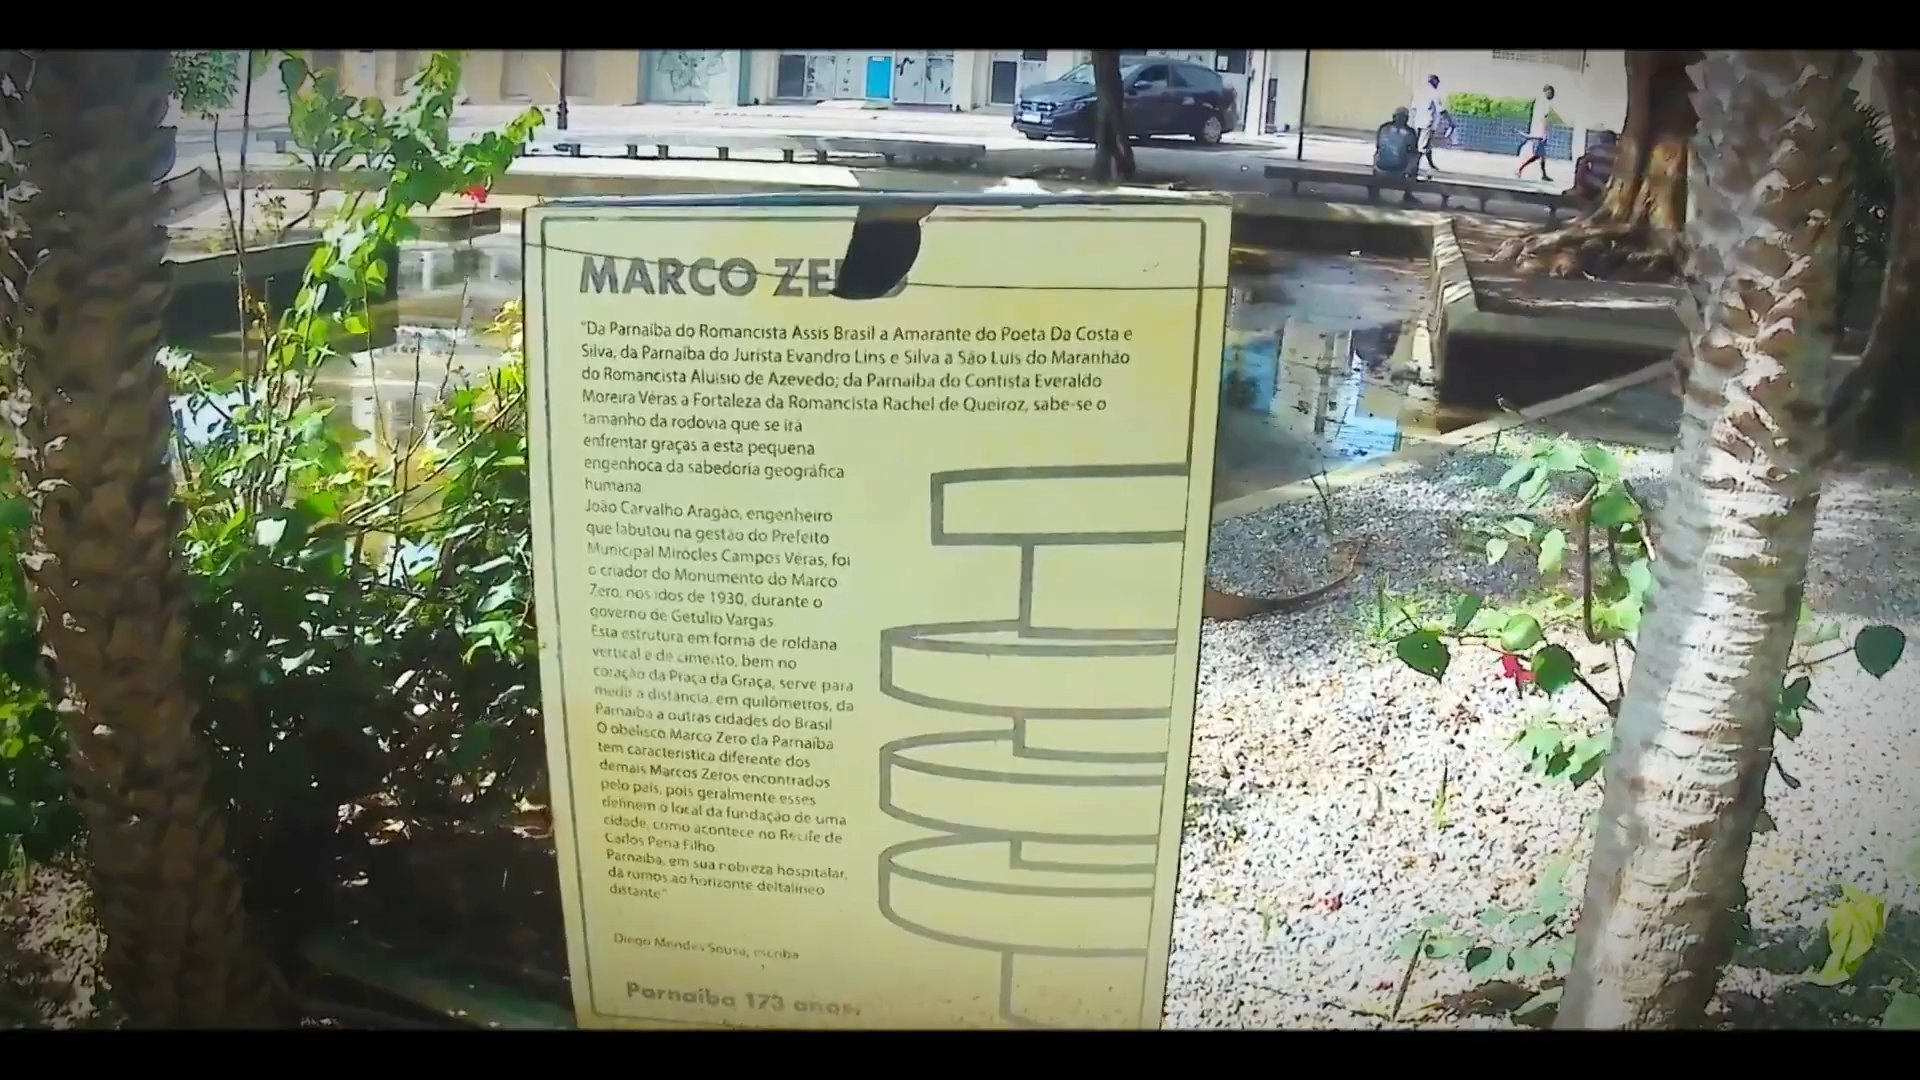 MARCO ZERO
"Da Parnaíba do Romancista Assis Brasil a Amarante do Poeta Da Costa e
Silva, da Parnaíba do Jurista Evandro Lins e Silva a São Luís do Maranhão
do Romancista Aluísio de Azevedo; da Parnaíba do Contista Everaldo
Moreira Véras a Fortaleza da Romancista Rachel de Queiroz, sabe-se o
tamanho da rodovia que se irá
enfrentar graças a esta pequena
engenhoca da sabedoria geográfica
humana
João Carvalho Aragão, engenheiro
que labutou na gestão do Prefeito
Municipal Mirócles Campos Véras, foi
o criador do Monumento do Marco
Zero, nos idos de 1930, durante o
governo de Getulio Vargas
Esta estrutura em forma de roldana
vertical e de cimento, bem no
coração da Praça da Graça, serve para
medir a distância, em quilômetros, da
Parnaíba a outras cidades do Brasil
O obelisco Marco Zero da Parnaíba
tem característica diferente dos
demais Marcos Zeros encontrados
pelo país, pois geralmente esses
definem o local da fundação de uma
cidade, como acontece no Recife de
Carlos Pena Filho
Parnaíba, em sua nobreza hospitalar,
dá rumos ao horizonte deltalíneo
distante"
Diego Mendes Sousa, escriba
Parnaíba 173 anos.